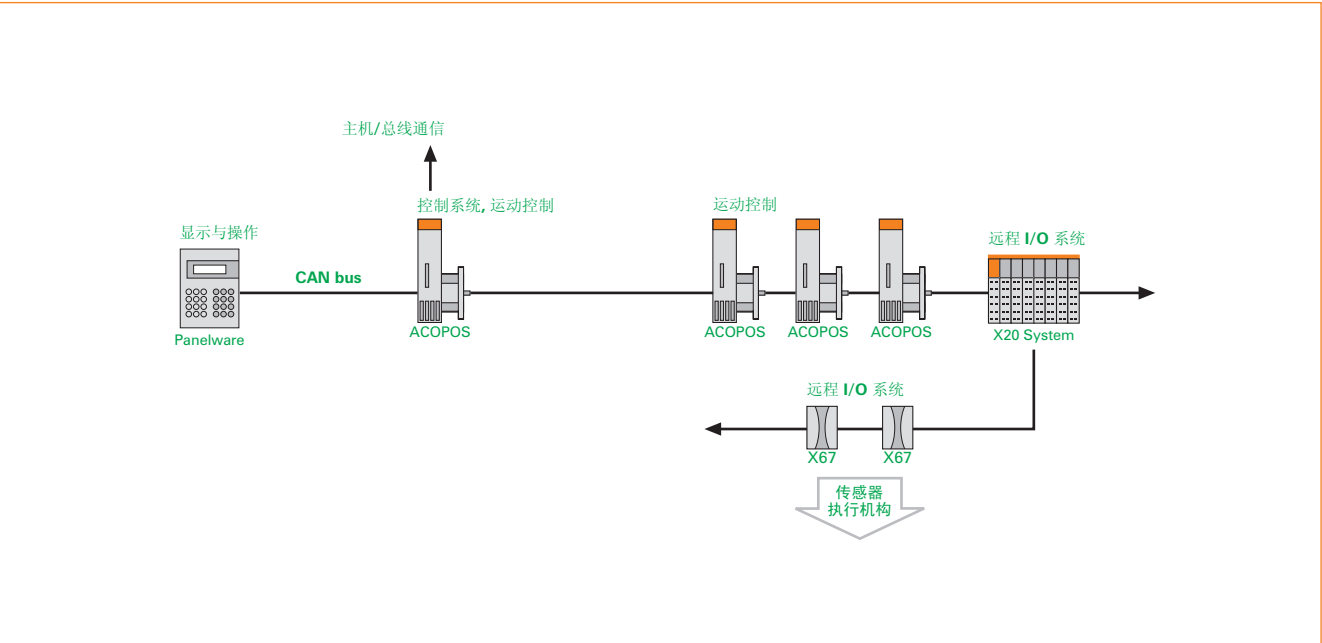 主机/总线通信
控制系统, 运动控制
运动控制
显示与操作
远程 I/O 系统
CAN bus
Panelware
ACOPOS
ACOPOS
ACOPOS
ACOPOS
X20 System
远程 I/O 系统
X67
X67
传感器
执行机构